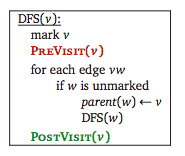 DFS(v):
mark v
PREVISIT(v)
for each edge vw
if w is unmarked
parent(w) ← v
DFS(w)
POSTVISIT(v)